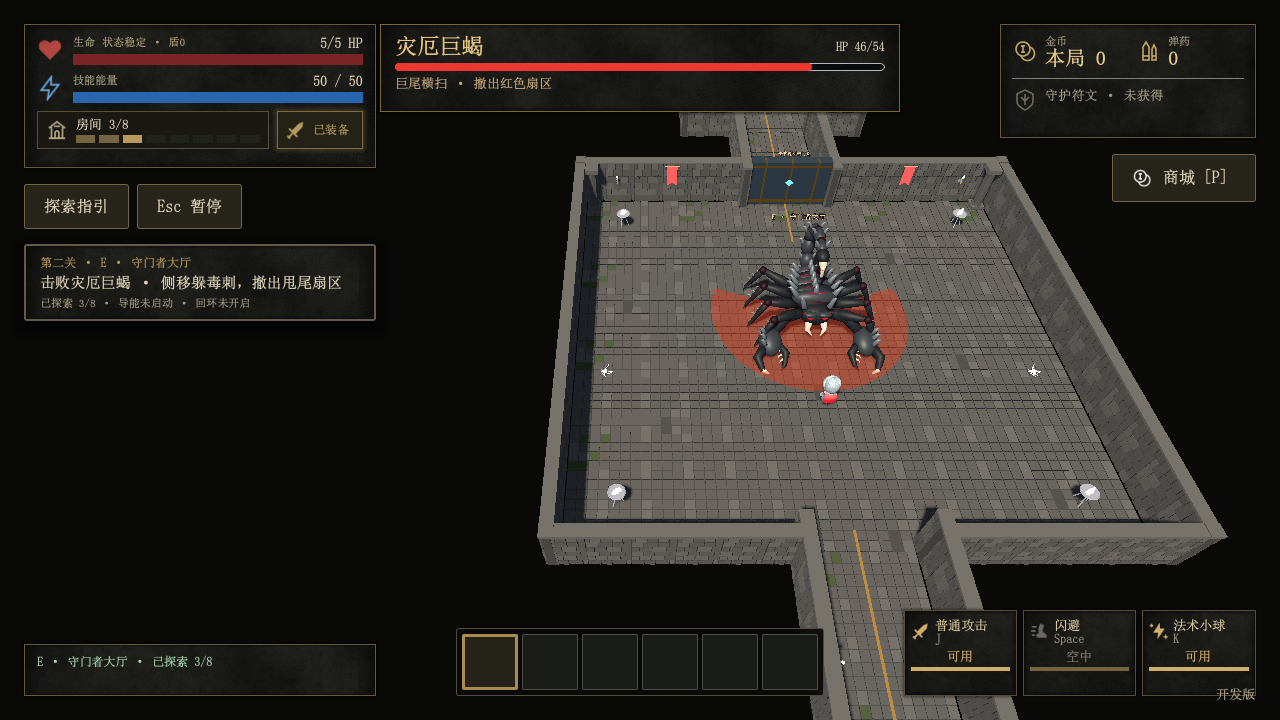 生命 状态稳定 • 盾0
5/5 HP
技能能量
50 / 50
房间 3/8
已装备
灾厄巨蝎
HP 46/54
巨尾横扫 • 撤出红色扇区
金币
本局 0
弹药
0
守护符文 • 未获得
商城 [P]
探索指引
Esc 暂停
第二关 • E • 守门者大厅
击败灾厄巨蝎 • 侧移躲毒刺, 撤出甩尾扇区
已探索 3/8 • 导能未启动 • 回环未开启
E • 守门者大厅 • 已探索 3/8
普通攻击
J
可用
闪避
Space
空中
法术小球
K
可用
开发版